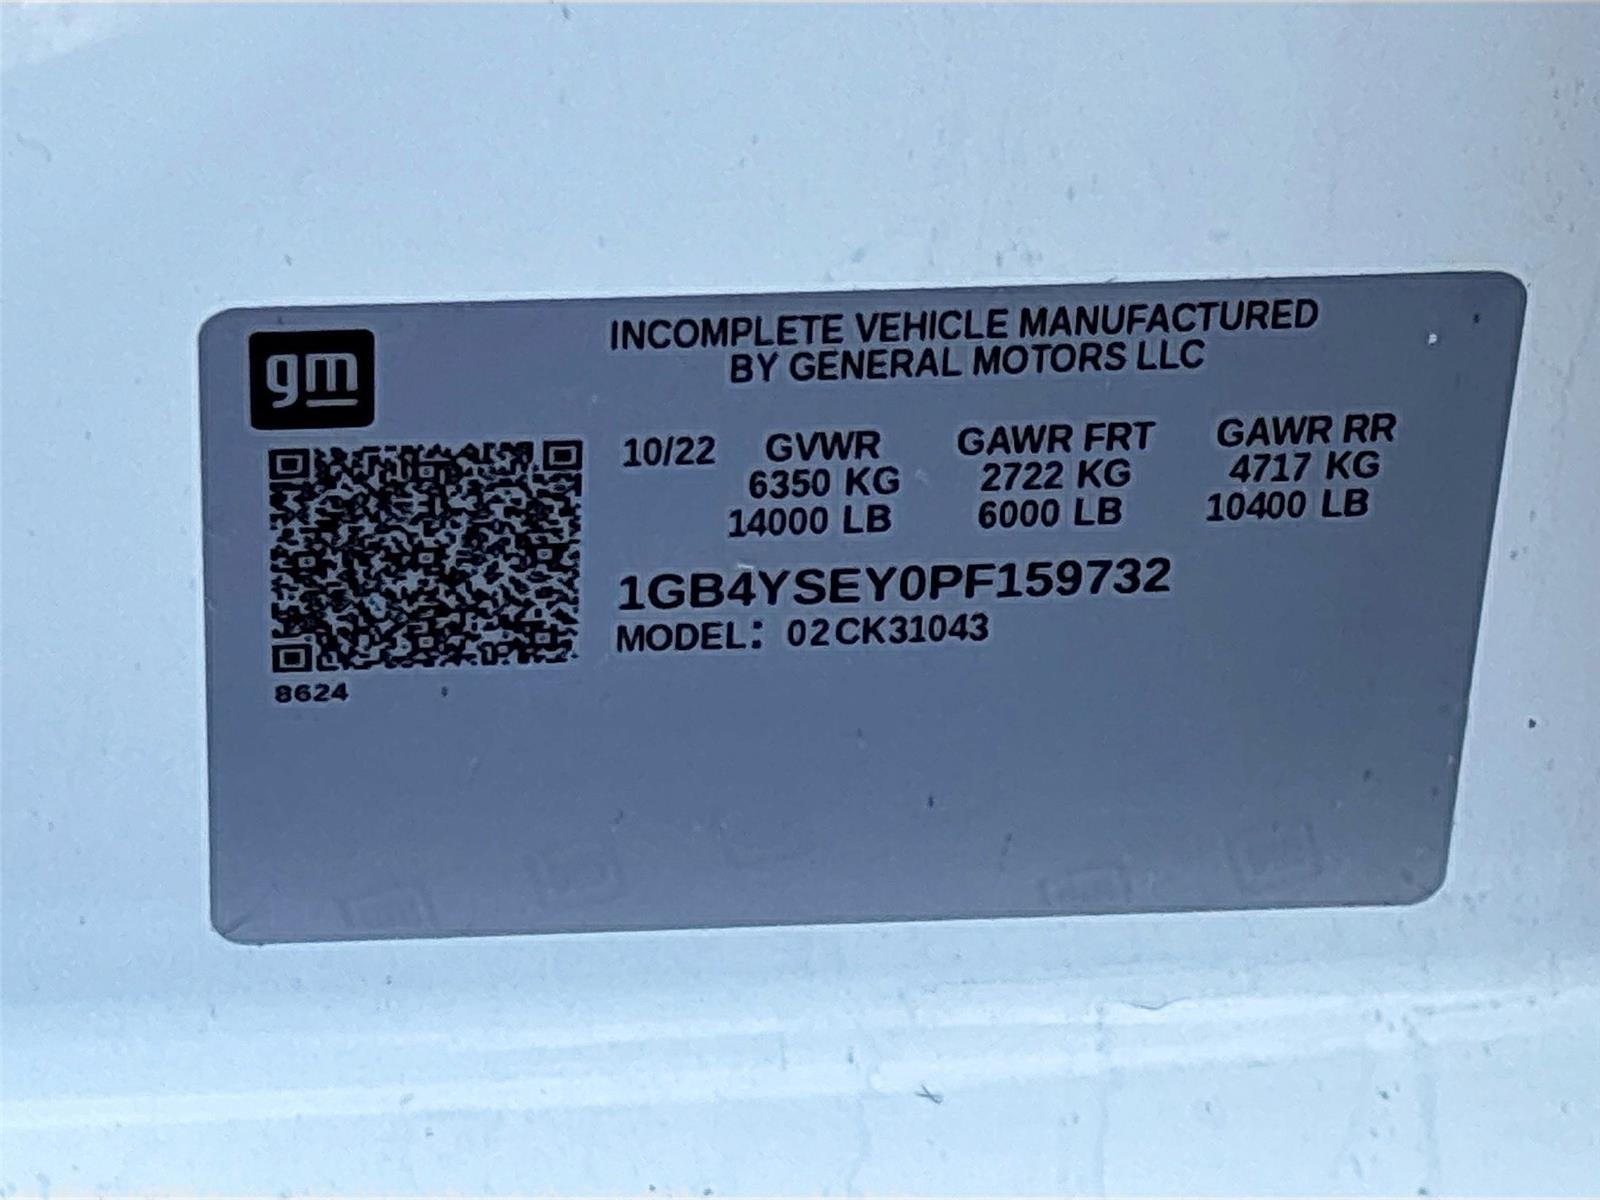 gm
INCOMPLETE VEHICLE MANUFACTURED
BY GENERAL MOTORS LLC
10/22 GVWR GAWR FRT GAWR RR
6350 KG 2722 KG 4717 KG
14000 LB 6000 LB 10400 LB
1GB4YSEY0PF159732
MODEL: 02CK31043
8624